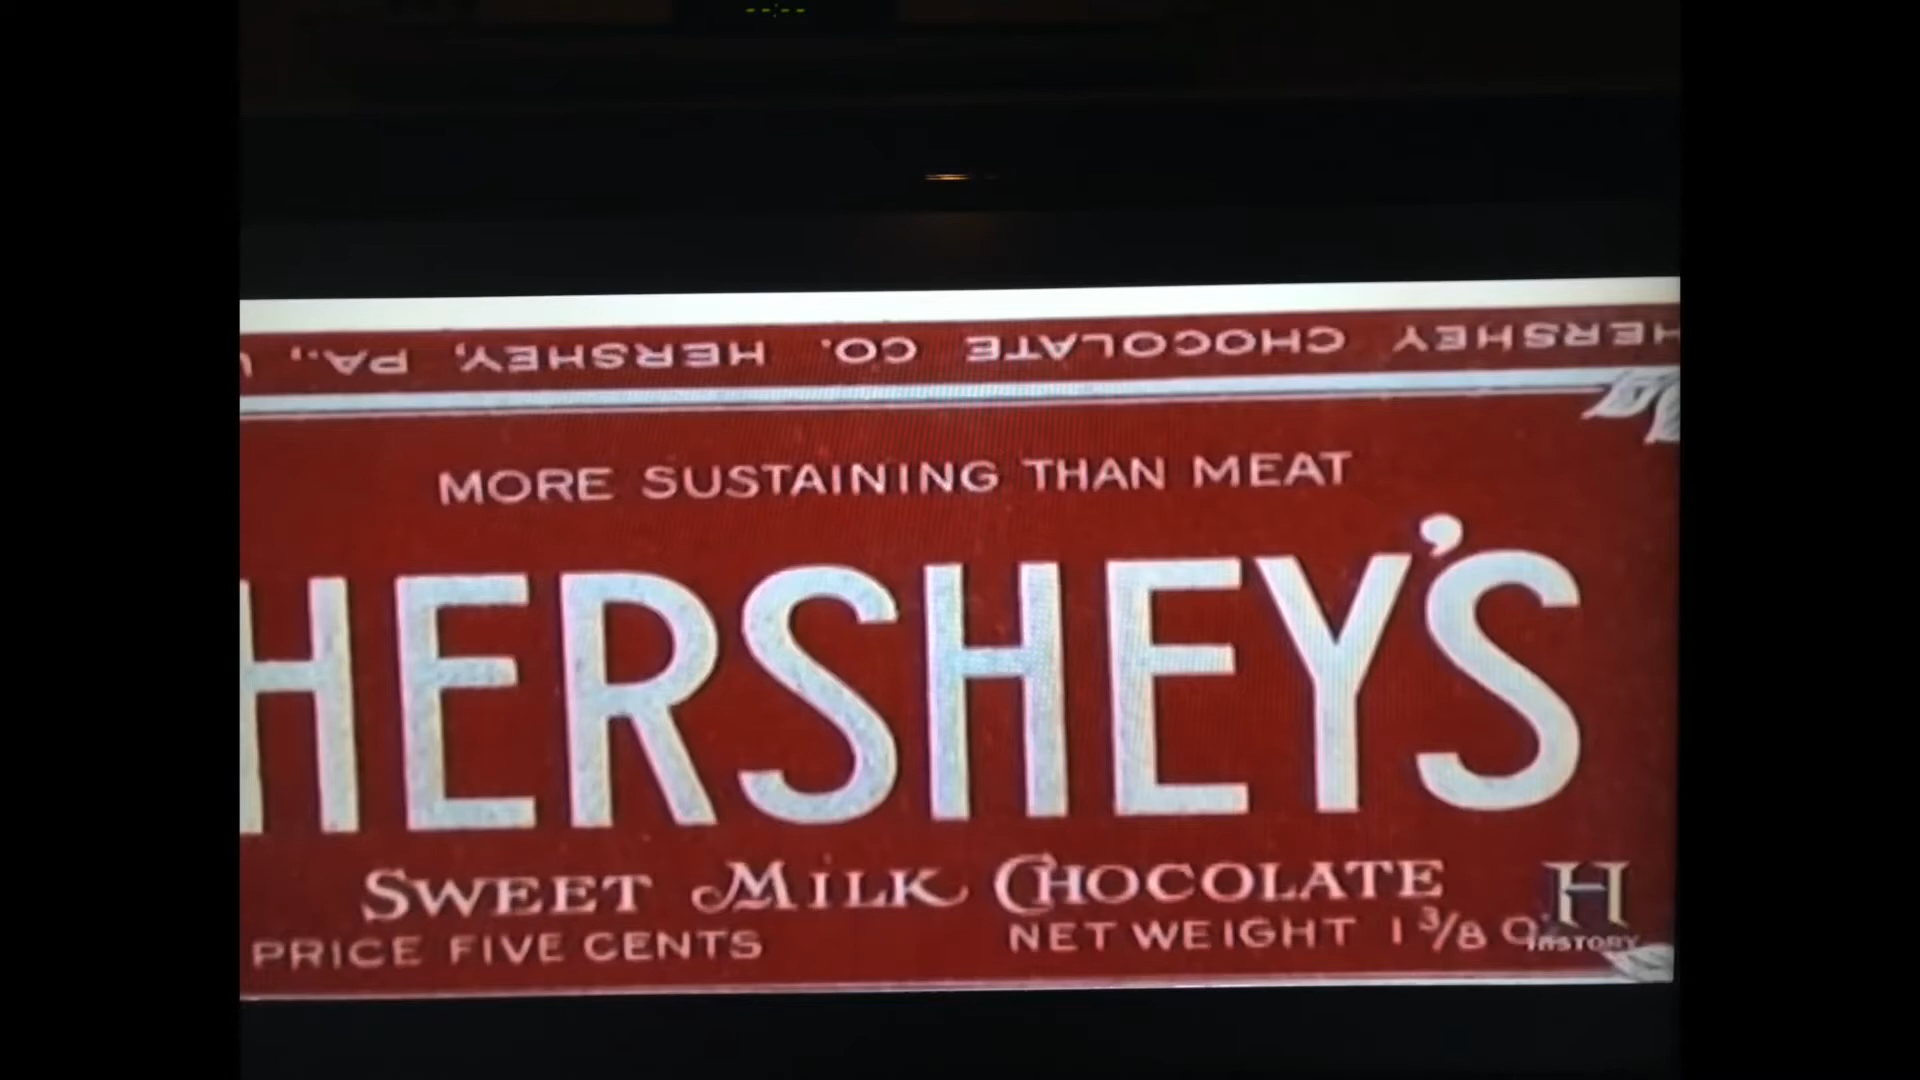 HERSHEY CHOCOLATE CO. HERSHEY, PA.,
MORE SUSTAINING THAN MEAT
HERSHEY'S
SWEET MILK CHOCOLATE
PRICE FIVE CENTS
NET WEIGHT 1 3/8
H
HISTORY